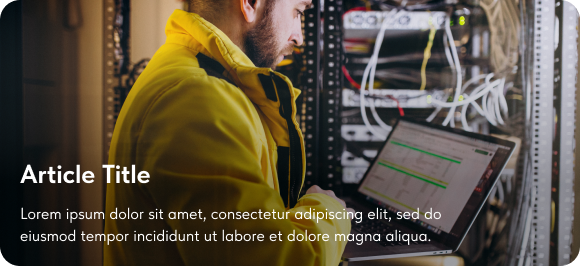 Article Title
Lorem ipsum dolor sit amet, consectetur adipiscing elit, sed do
eiusmod tempor incididunt ut labore et dolore magna aliqua.